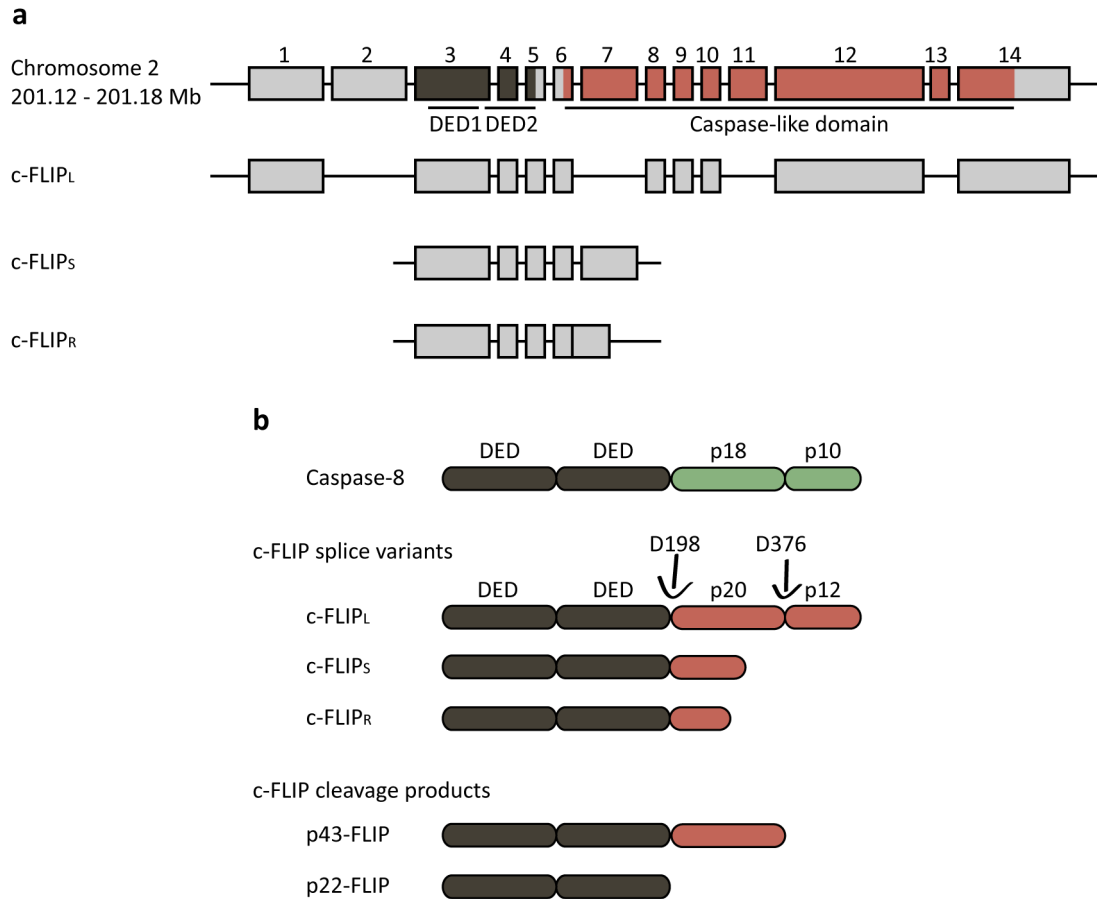 a
1 2 3 4 5 6 7 8 9 10 11 12 13 14
Chromosome 2
201.12 - 201.18 Mb
DED1 DED2 Caspase-like domain
c-FLIPL
c-FLIPS
c-FLIPR
b
DED DED p18 p10
Caspase-8
c-FLIP splice variants
D198 D376
DED DED p20 p12
c-FLIPL
c-FLIPS
c-FLIPR
c-FLIP cleavage products
p43-FLIP
p22-FLIP